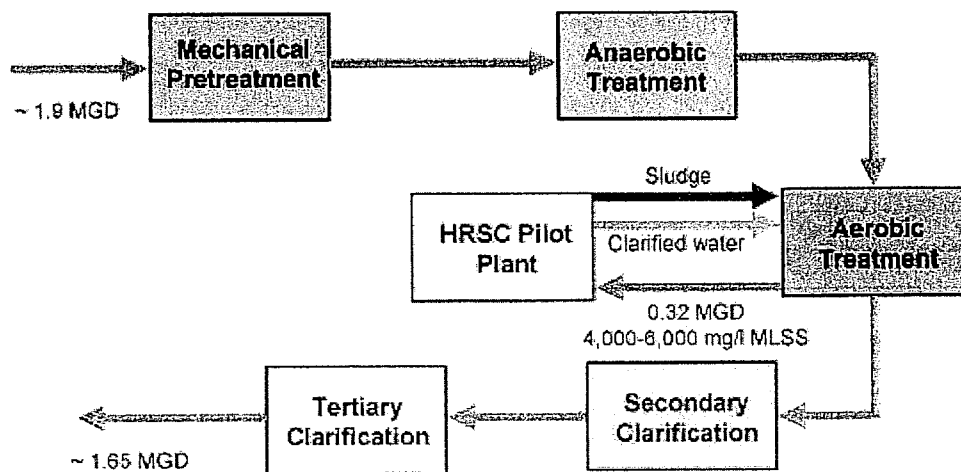 Mechanical
Pretreatment
Anaerobic
Treatment
~ 1.9 MGD
Sludge
HRSC Pilot
Plant
Clarified water
Aerobic
Treatment
0.32 MGD
4,000-6,000 mg/l MLSS
Tertiary
Clarification
Secondary
Clarification
~ 1.65 MGD